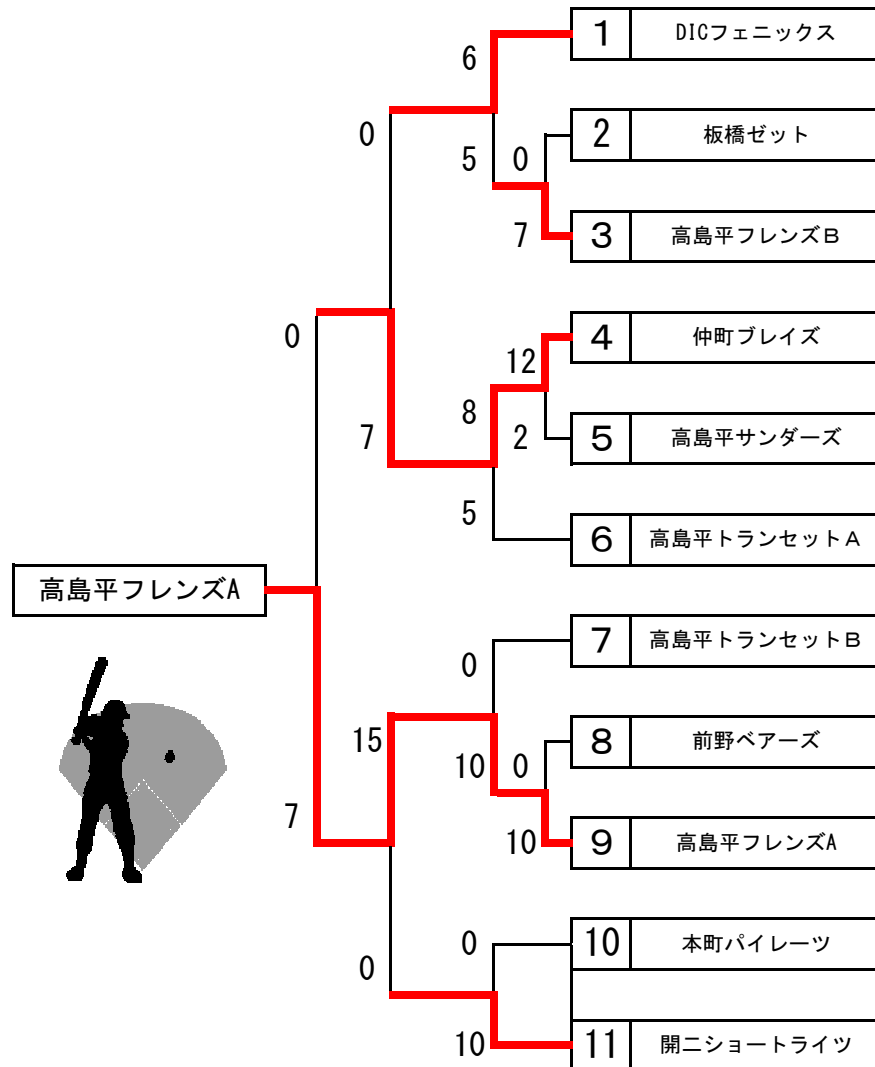 1 DICフェニックス
6
0
5 0
2 板橋ゼット
7
3 高島平フレンズB
0
12
4 仲町ブレイズ
8
7
2
5 高島平サンダーズ
5
6 高島平トランセットA
高島平フレンズA
7 高島平トランセットB
0
15
10 0
8 前野ベアーズ
7
10
9 高島平フレンズA
0
10 本町パイレーツ
0
10
11 開二ショートライツ